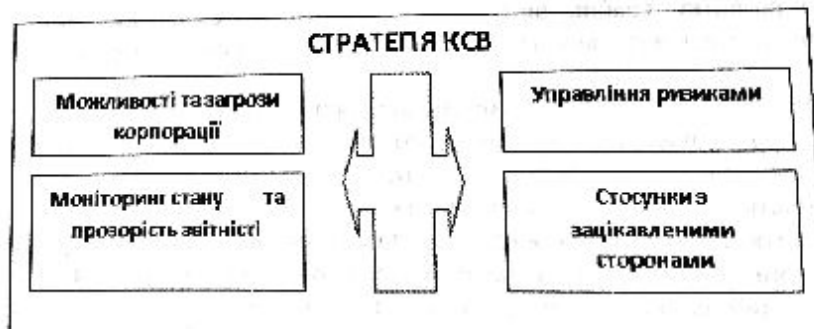 СТРАТЕГІЯ КСВ
Можливості та загрози
корпорації
Управління ризиками
Моніторинг стану та
прозорість звітності
Стосунки з
зацікавленими
сторонами